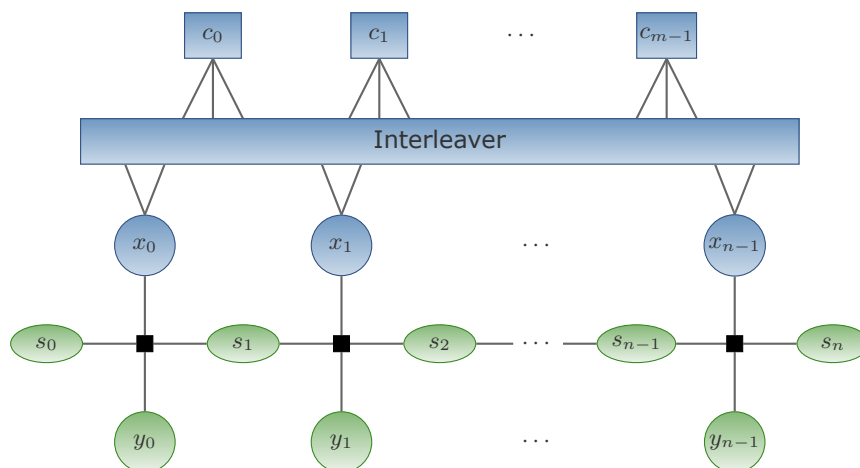 c₀ c₁ ··· cₘ₋₁
Interleaver
x₀ x₁ ··· xₙ₋₁
s₀ s₁ s₂ ··· sₙ₋₁ sₙ
y₀ y₁ ··· yₙ₋₁